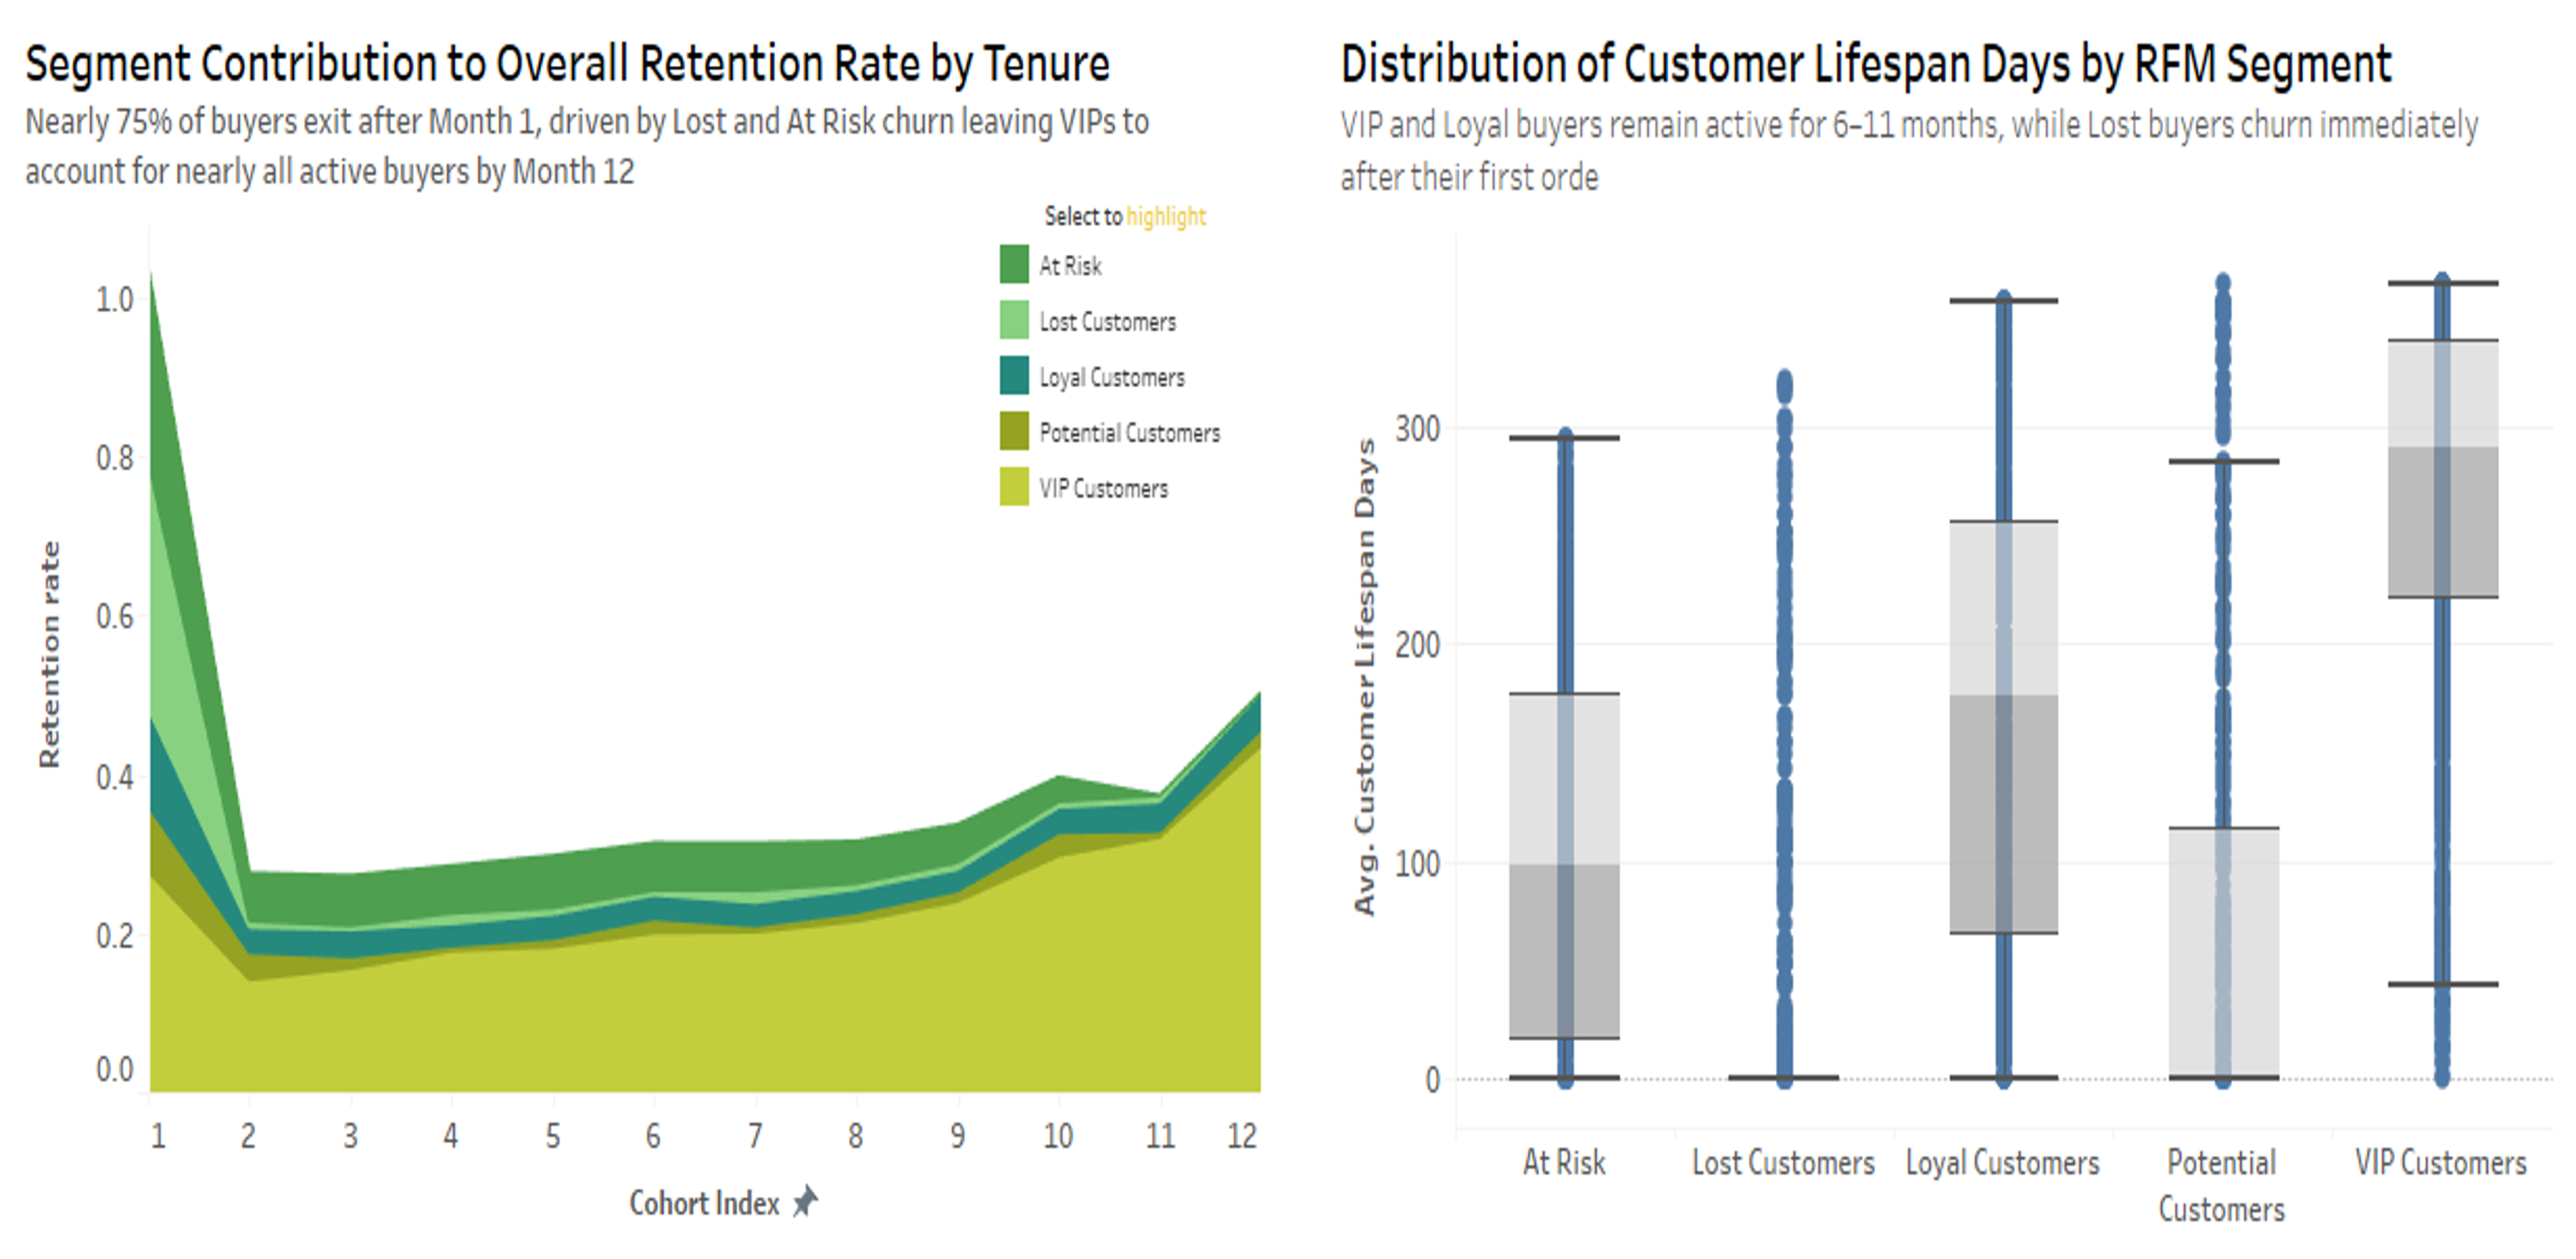 Segment Contribution to Overall Retention Rate by Tenure
Nearly 75% of buyers exit after Month 1, driven by Lost and At Risk churn leaving VIPs to
account for nearly all active buyers by Month 12
Select to highlight
At Risk
Lost Customers
Loyal Customers
Potential Customers
VIP Customers
Retention rate
1.0
0.8
0.6
0.4
0.2
0.0
1 2 3 4 5 6 7 8 9 10 11 12
Cohort Index
Distribution of Customer Lifespan Days by RFM Segment
VIP and Loyal buyers remain active for 6–11 months, while Lost buyers churn immediately
after their first orde
Avg. Customer Lifespan Days
300
200
100
0
At Risk Lost Customers Loyal Customers Potential VIP Customers
Customers